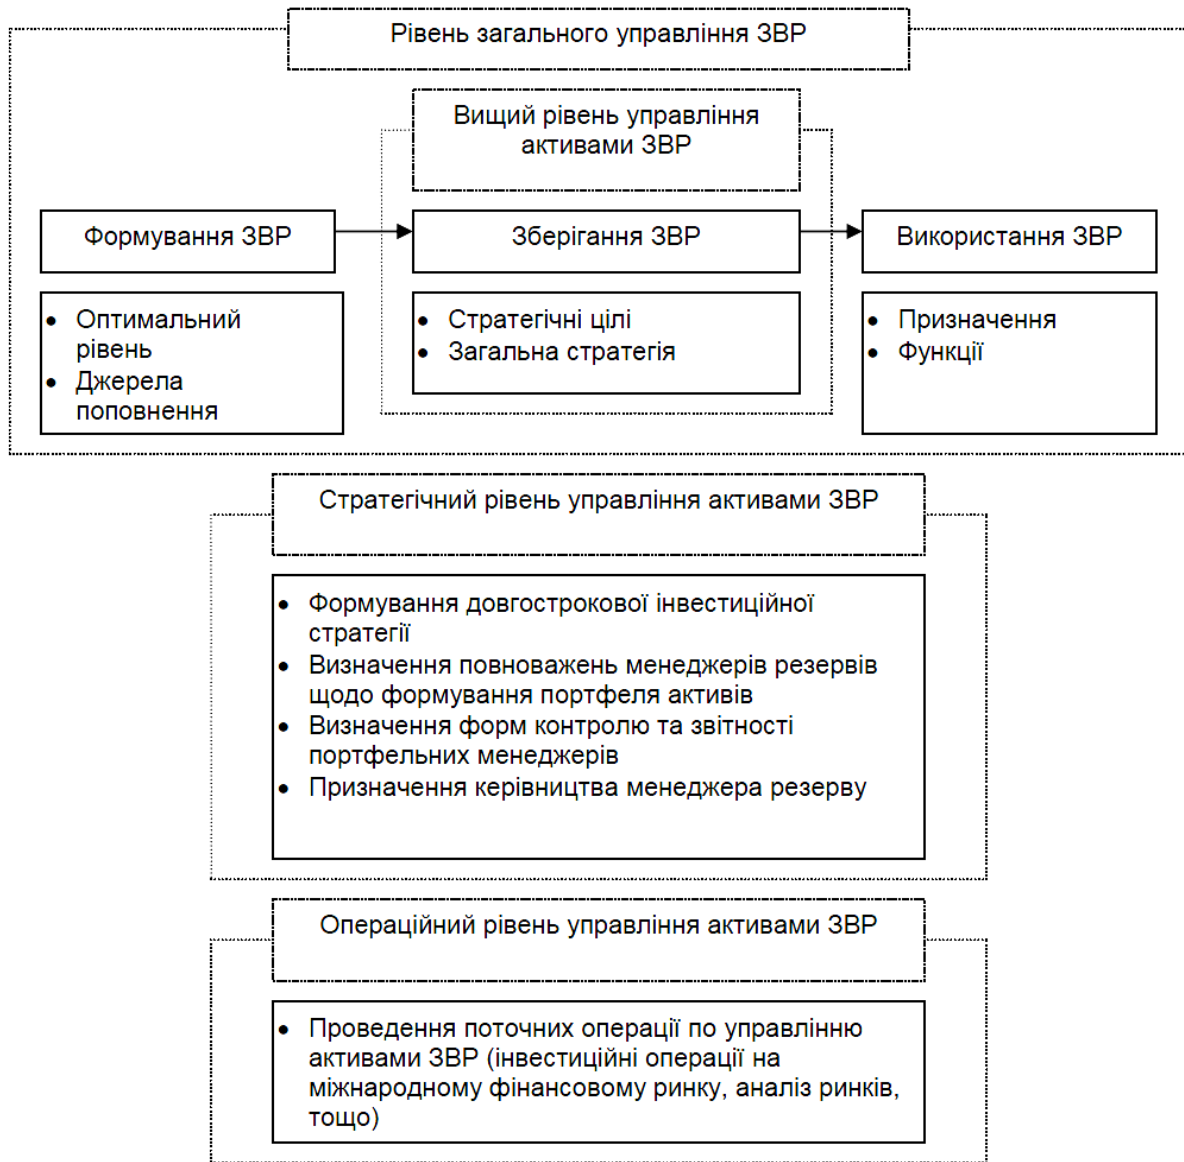 Рівень загального управління ЗВР
Вищий рівень управління
активами ЗВР
Формування ЗВР
Зберігання ЗВР
Використання ЗВР
• Оптимальний
рівень
• Джерела
поповнення
• Стратегічні цілі
• Загальна стратегія
• Призначення
• Функції
Стратегічний рівень управління активами ЗВР
• Формування довгострокової інвестиційної
стратегії
• Визначення повноважень менеджерів резервів
щодо формування портфеля активів
• Визначення форм контролю та звітності
портфельних менеджерів
• Призначення керівництва менеджера резерву
Операційний рівень управління активами ЗВР
• Проведення поточних операції по управлінню
активами ЗВР (інвестиційні операції на
міжнародному фінансовому ринку, аналіз ринків,
тощо)